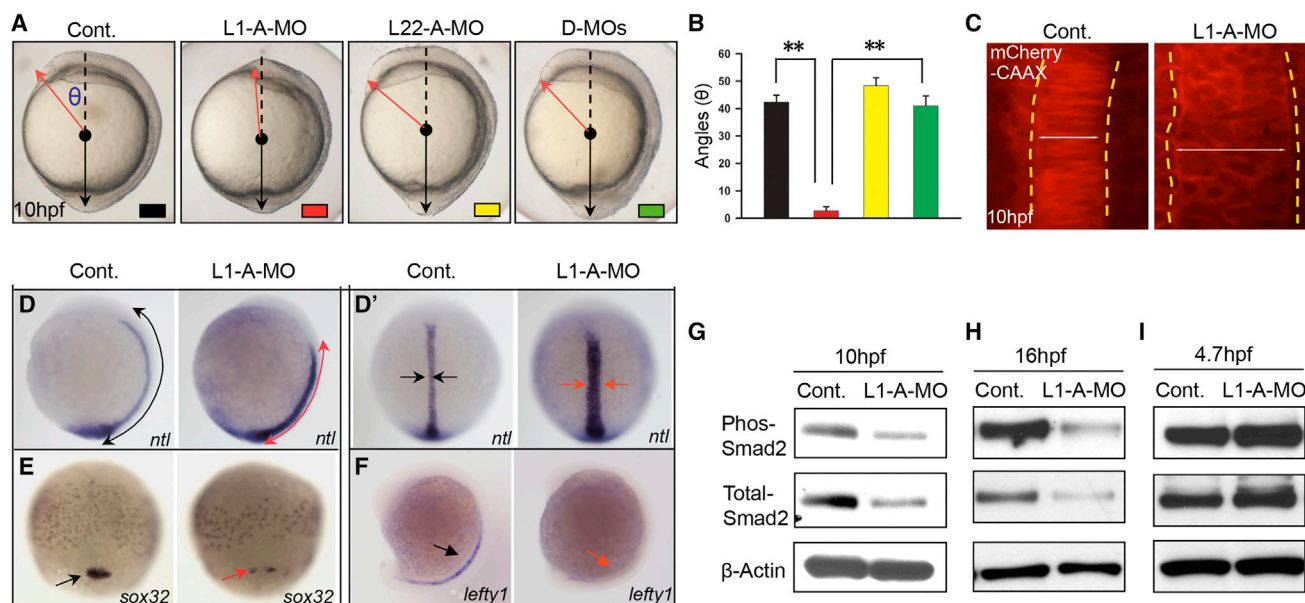 A
Cont.
L1-A-MO
L22-A-MO
D-MOs
θ
10hpf
B
**
**
Angles (θ)
60
50
40
30
20
10
0
C
Cont.
L1-A-MO
mCherry
-CAAX
10hpf
Cont.
L1-A-MO
Cont.
L1-A-MO
D
ntl
ntl
D'
ntl
ntl
E
sox32
sox32
F
lefty1
lefty1
G
10hpf
Cont. L1-A-MO
H
16hpf
Cont. L1-A-MO
I
4.7hpf
Cont. L1-A-MO
Phos-
Smad2
Total-
Smad2
β-Actin